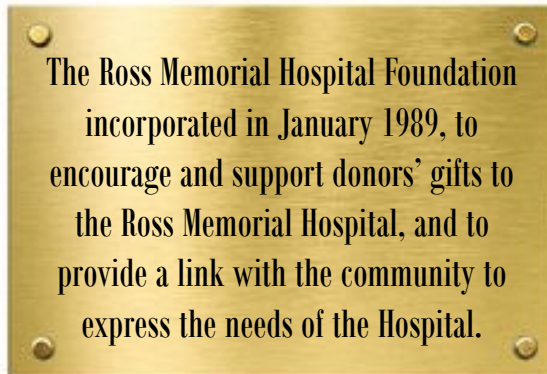 The Ross Memorial Hospital Foundation
incorporated in January 1989, to
encourage and support donors’ gifts to
the Ross Memorial Hospital, and to
provide a link with the community to
express the needs of the Hospital.